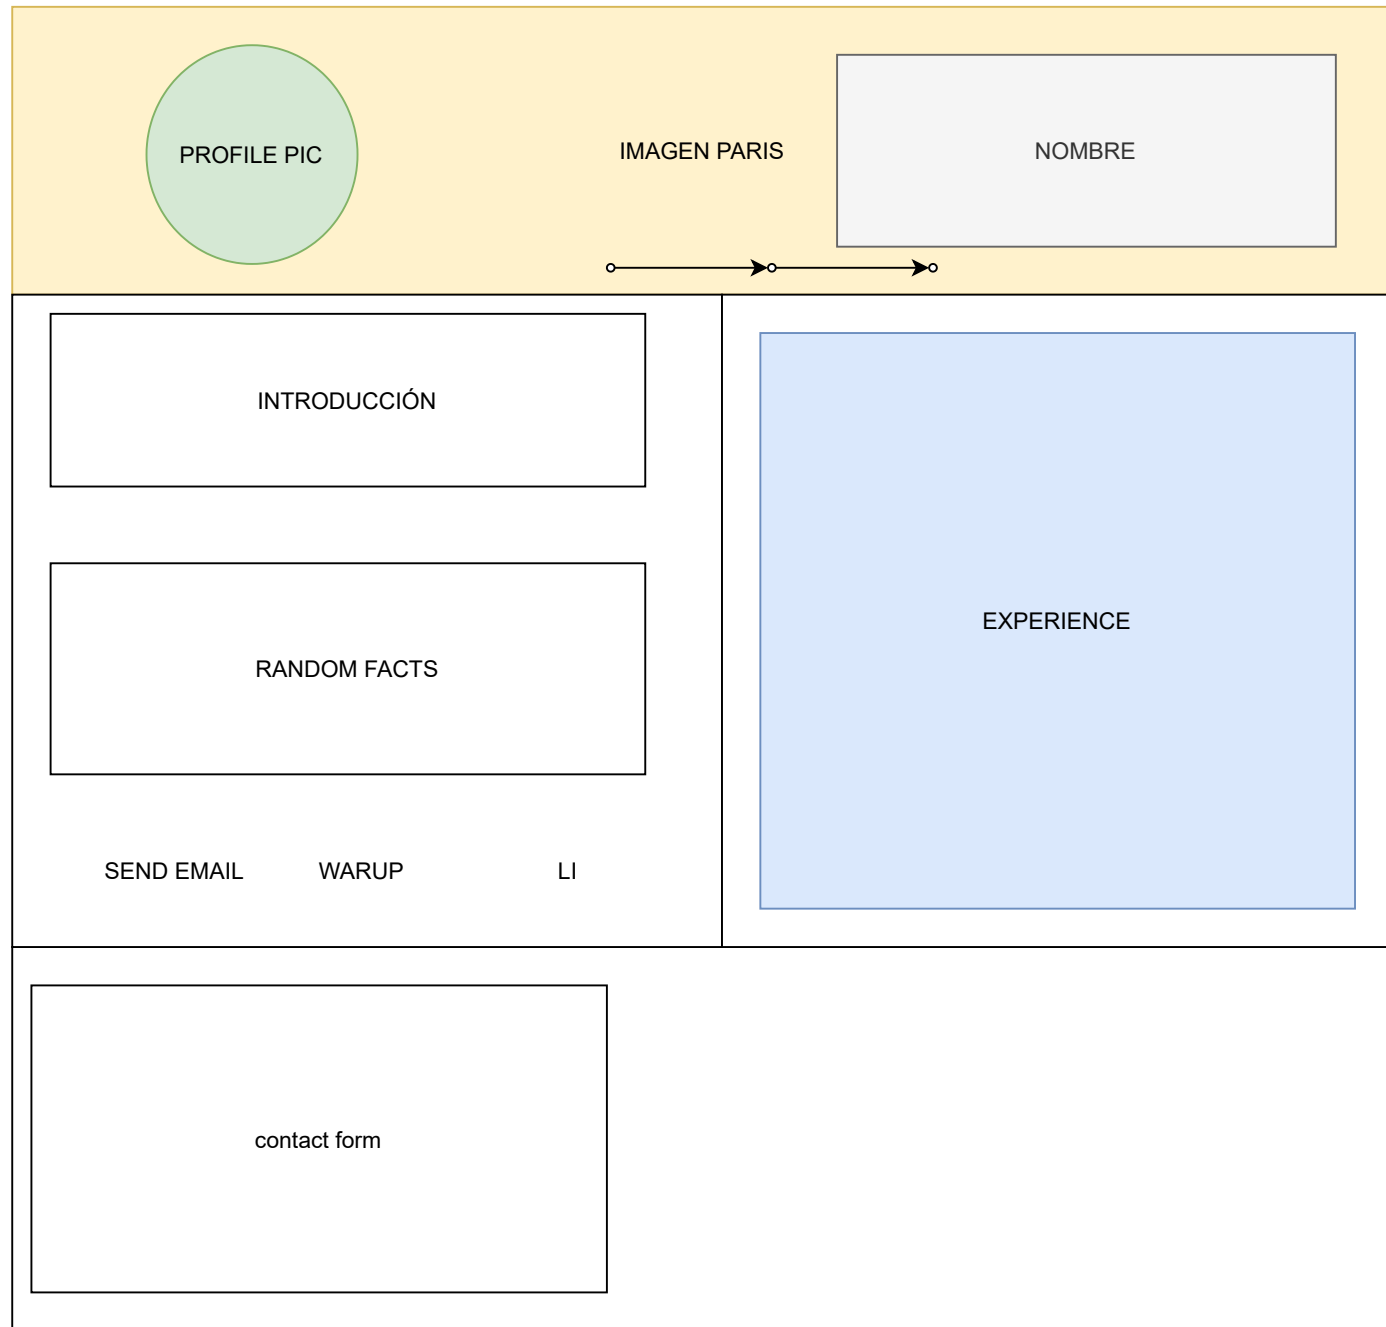 PROFILE PIC
IMAGEN PARIS
NOMBRE
INTRODUCCIÓN
RANDOM FACTS
SEND EMAIL
WARUP
LI
EXPERIENCE
contact form